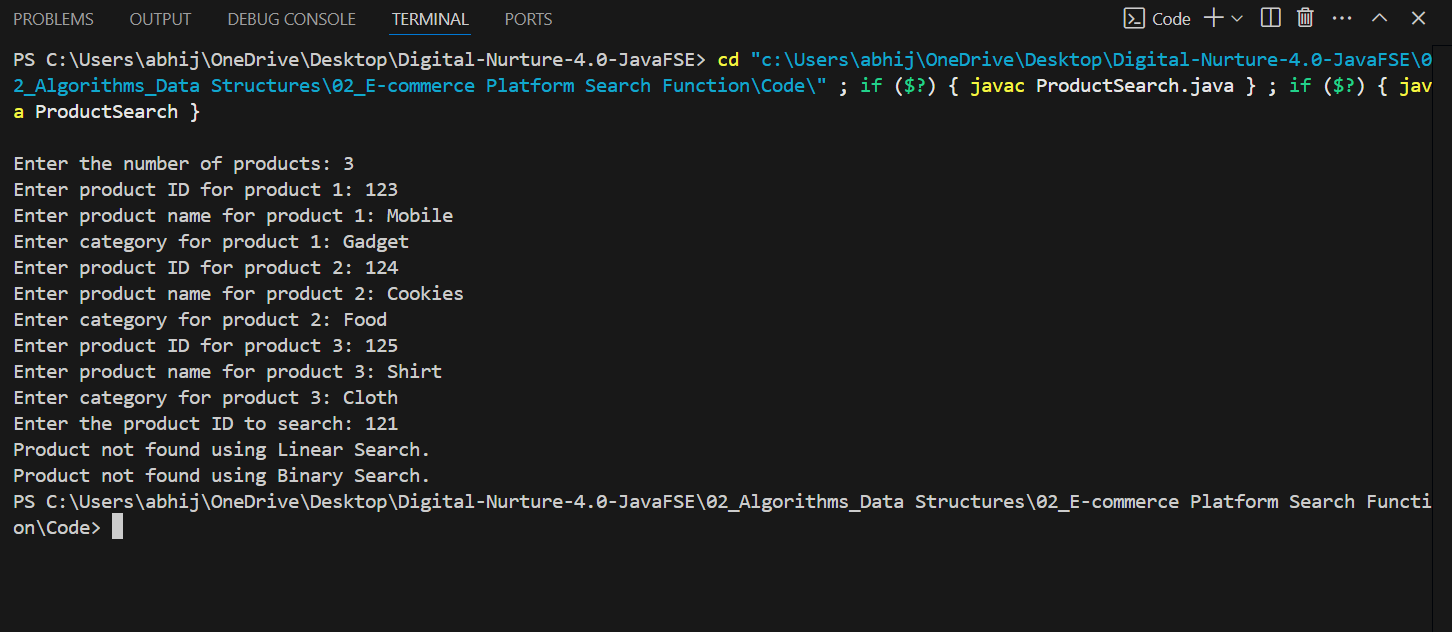 PROBLEMS OUTPUT DEBUG CONSOLE TERMINAL PORTS Code
PS C:\Users\abhij\OneDrive\Desktop\Digital-Nurture-4.0-JavaFSE> cd "c:\Users\abhij\OneDrive\Desktop\Digital-Nurture-4.0-JavaFSE\0
2_Algorithms_Data Structures\02_E-commerce Platform Search Function\Code\" ; if ($?) { javac ProductSearch.java } ; if ($?) { jav
a ProductSearch }
Enter the number of products: 3
Enter product ID for product 1: 123
Enter product name for product 1: Mobile
Enter category for product 1: Gadget
Enter product ID for product 2: 124
Enter product name for product 2: Cookies
Enter category for product 2: Food
Enter product ID for product 3: 125
Enter product name for product 3: Shirt
Enter category for product 3: Cloth
Enter the product ID to search: 121
Product not found using Linear Search.
Product not found using Binary Search.
PS C:\Users\abhij\OneDrive\Desktop\Digital-Nurture-4.0-JavaFSE\02_Algorithms_Data Structures\02_E-commerce Platform Search Functi
on\Code>